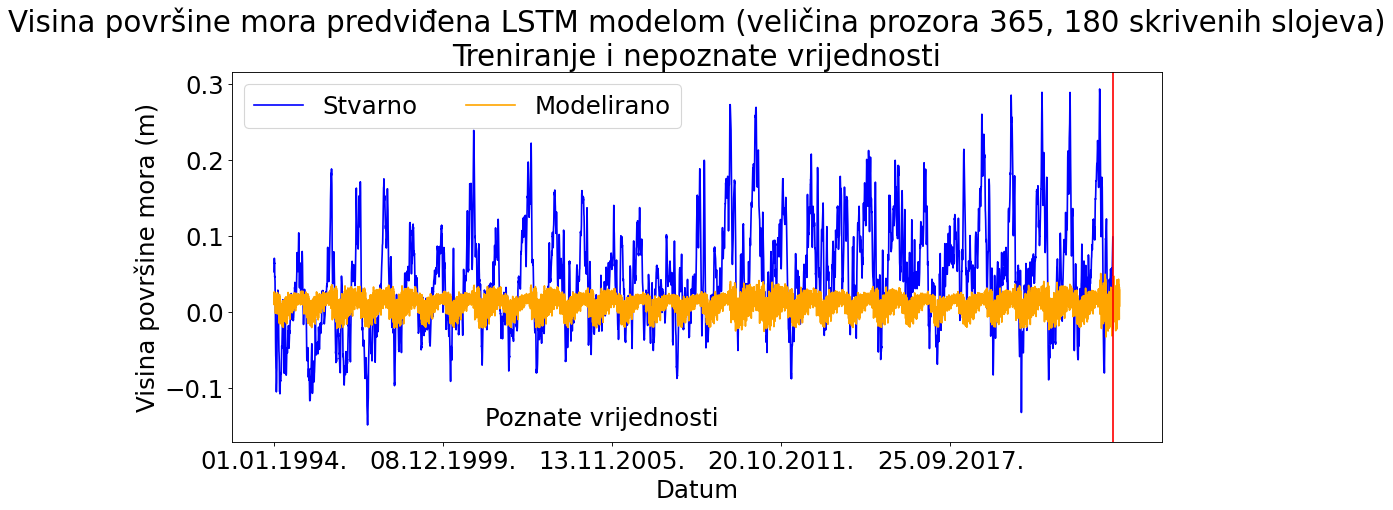 Visina površine mora predviđena LSTM modelom (veličina prozora 365, 180 skrivenih slojeva)
Treniranje i nepoznate vrijednosti
Stvarno
Modelirano
Visina površine mora (m)
0.3
0.2
0.1
0.0
−0.1
Poznate vrijednosti
01.01.1994.
08.12.1999.
13.11.2005.
20.10.2011.
25.09.2017.
Datum